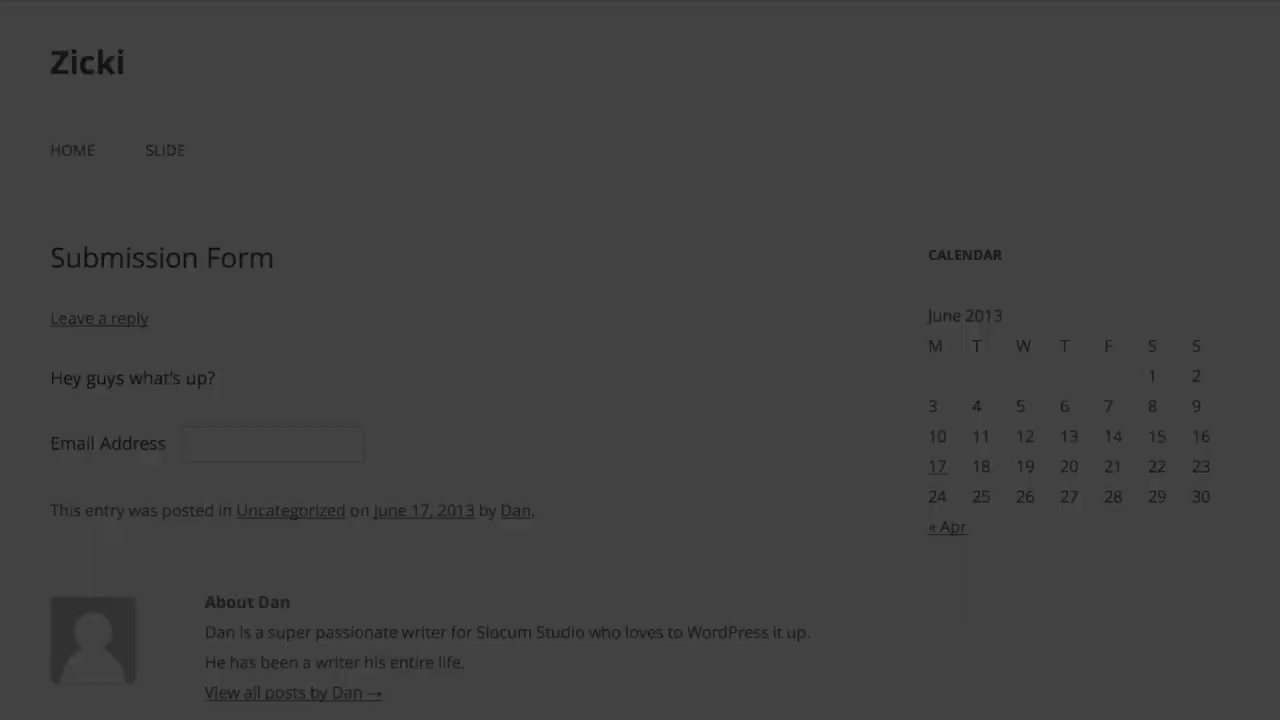 Zicki
HOME SLIDE
Submission Form
Leave a reply
Hey guys what's up?
Email Address
This entry was posted in Uncategorized on June 17, 2013 by Dan.
About Dan
Dan is a super passionate writer for Slocum Studio who loves to WordPress it up.
He has been a writer his entire life.
View all posts by Dan →
CALENDAR
June 2013
M T W T F S S
1 2
3 4 5 6 7 8 9
10 11 12 13 14 15 16
17 18 19 20 21 22 23
24 25 26 27 28 29 30
« Apr